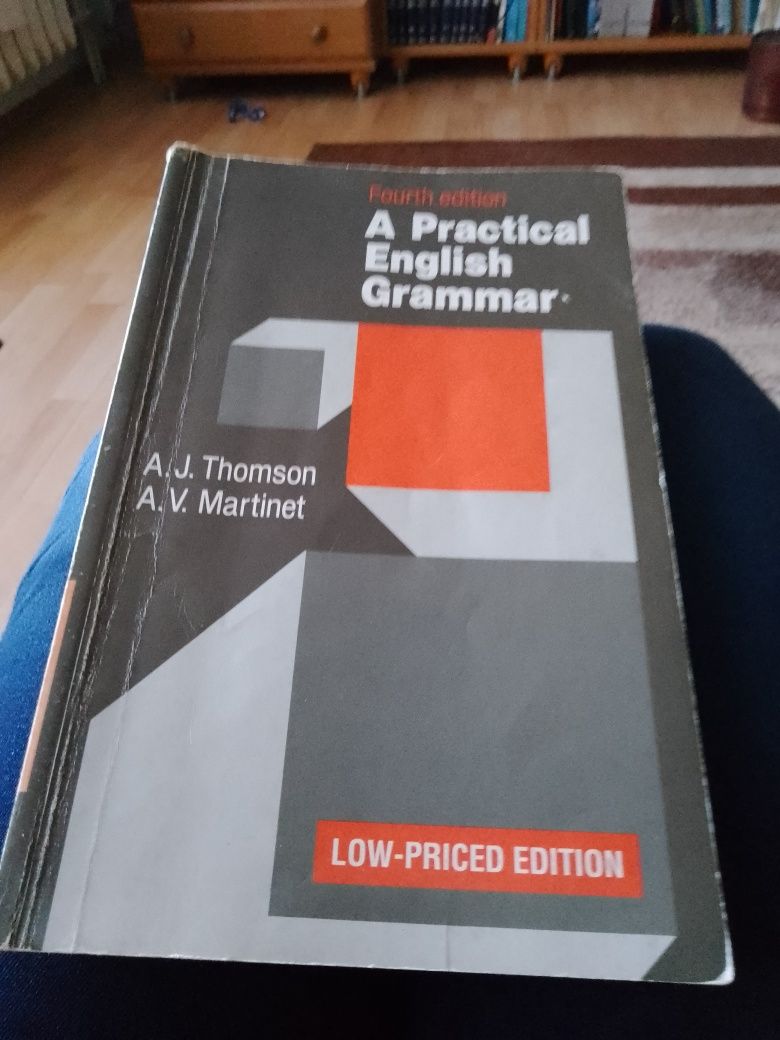 Fourth edition
A Practical
English
Grammar
A.J. Thomson
A.V. Martinet
LOW-PRICED EDITION